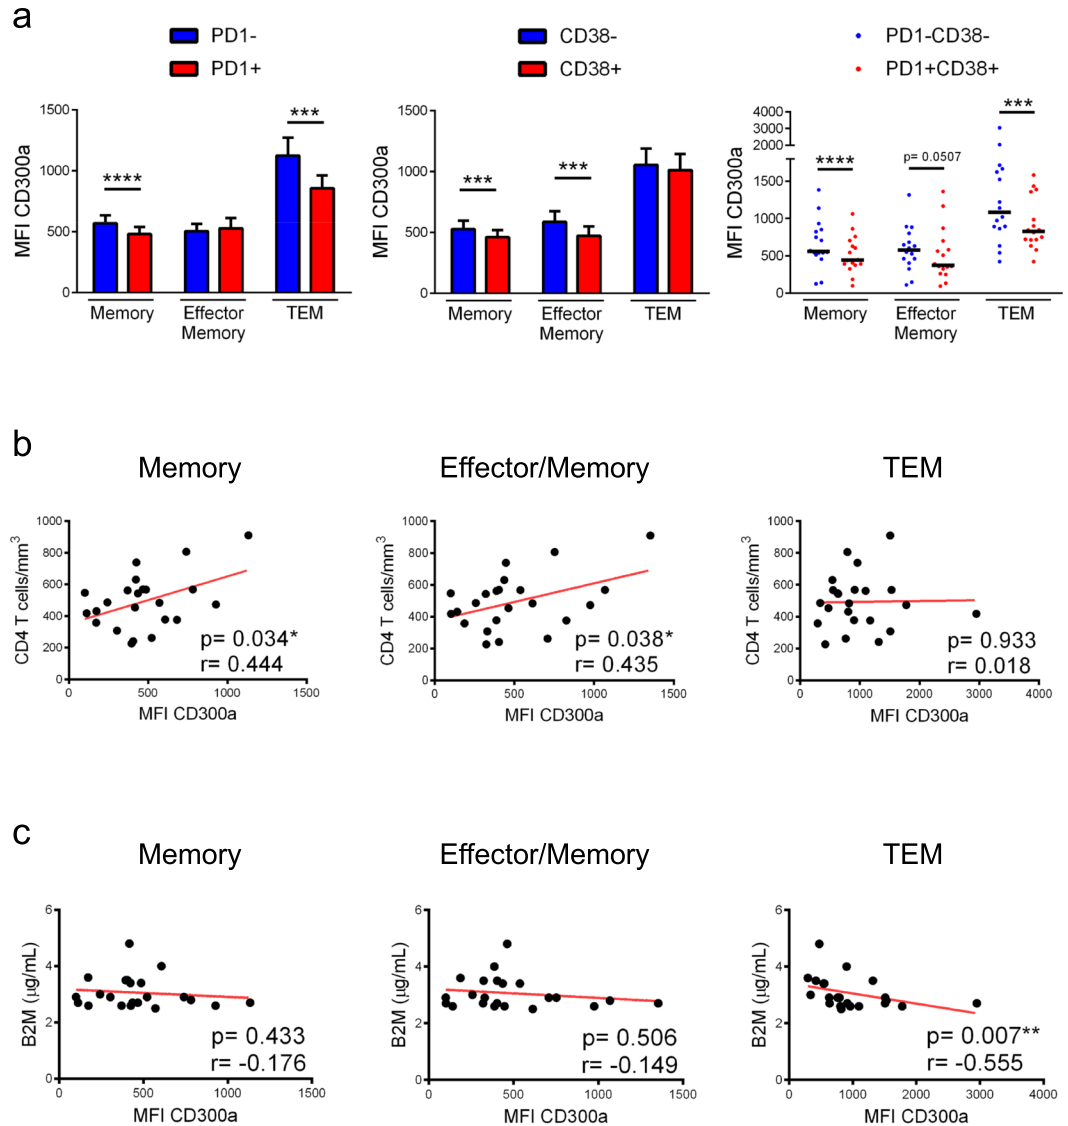 a
PD1-
PD1+
CD38-
CD38+
PD1-CD38-
PD1+CD38+
MFI CD300a
1500
1000
500
0
****
***
Memory
Effector
Memory
TEM
MFI CD300a
1500
1000
500
0
***
***
Memory
Effector
Memory
TEM
MFI CD300a
4000
3000
2000
1500
1000
500
0
****
p= 0.0507
***
Memory
Effector
Memory
TEM
b
Memory
CD4 T cells/mm3
1000
800
600
400
200
0
p= 0.034*
r= 0.444
0 500 1000 1500
MFI CD300a
Effector/Memory
CD4 T cells/mm3
1000
800
600
400
200
0
p= 0.038*
r= 0.435
0 500 1000 1500
MFI CD300a
TEM
CD4 T cells/mm3
1000
800
600
400
200
0
p= 0.933
r= 0.018
0 1000 2000 3000 4000
MFI CD300a
c
Memory
B2M (µg/mL)
6
4
2
0
p= 0.433
r= -0.176
0 500 1000 1500
MFI CD300a
Effector/Memory
B2M (µg/mL)
6
4
2
0
p= 0.506
r= -0.149
0 500 1000 1500
MFI CD300a
TEM
B2M (µg/mL)
6
4
2
0
p= 0.007**
r= -0.555
0 1000 2000 3000 4000
MFI CD300a